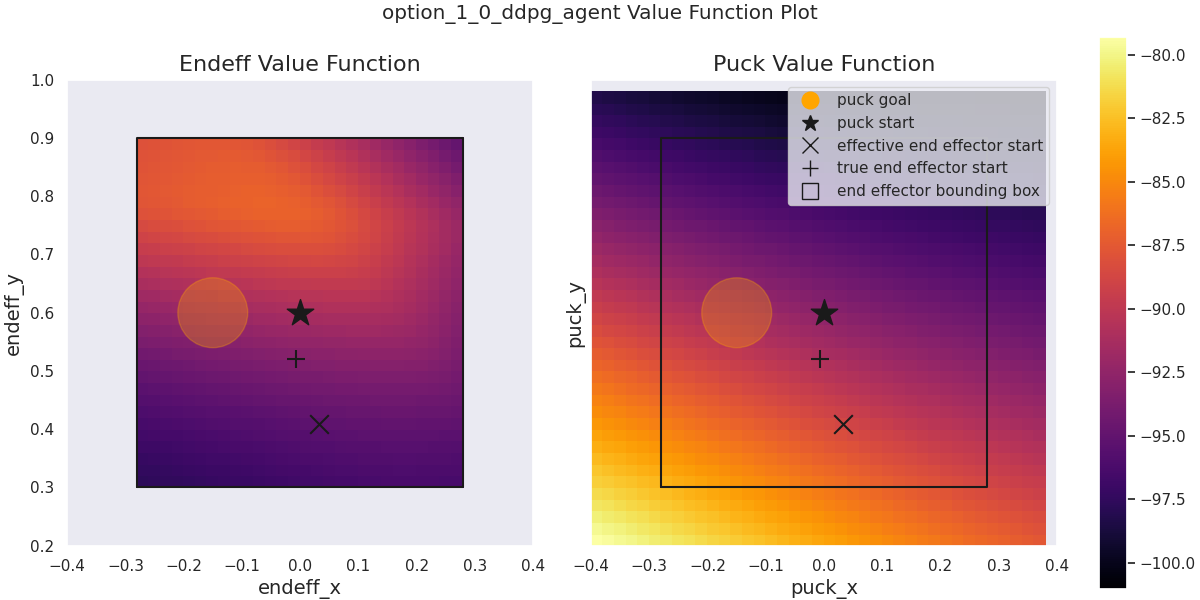 option_1_0_ddpg_agent Value Function Plot
Endeff Value Function
1.0
0.9
0.8
0.7
0.6
0.5
0.4
0.3
0.2
endeff_y
−0.4 −0.3 −0.2 −0.1 0.0 0.1 0.2 0.3 0.4
endeff_x
Puck Value Function
puck goal
puck start
effective end effector start
true end effector start
end effector bounding box
puck_y
−0.4 −0.3 −0.2 −0.1 0.0 0.1 0.2 0.3 0.4
puck_x
−80.0
−82.5
−85.0
−87.5
−90.0
−92.5
−95.0
−97.5
−100.0